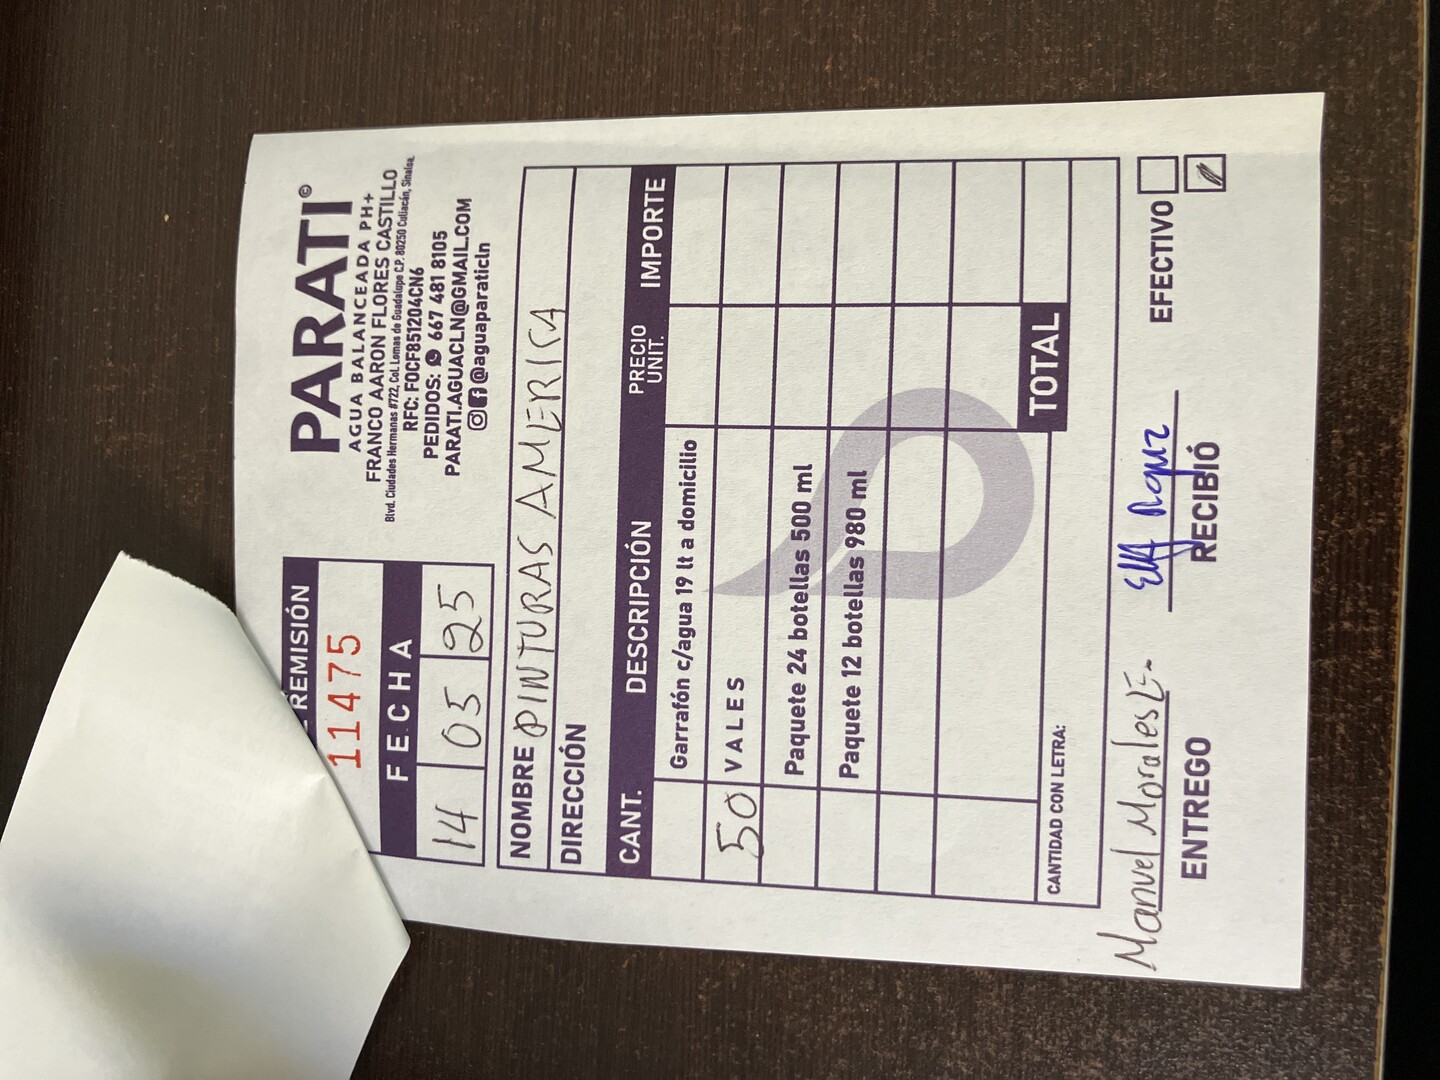 PARATI©
AGUA BALANCEADA PH+
FRANCO AARON FLORES CASTILLO
Blvd. Ciudades Hermanas #722, Col. Lomas de Guadalupe C.P. 80250 Culiacán, Sinaloa.
RFC: FOCF851204CN6
PEDIDOS: 667 481 8105
PARATI.AGUACLN@GMAIL.COM
@aguaparaticln
REMISIÓN
11475
FECHA
14 05 25
NOMBRE PINTURAS AMERICA
DIRECCIÓN
CANT. DESCRIPCIÓN PRECIO UNIT. IMPORTE
Garrafón c/agua 19 lt a domicilio
50 VALES
Paquete 24 botellas 500 ml
Paquete 12 botellas 980 ml
TOTAL
CANTIDAD CON LETRA:
Manuel Morales E.
ENTREGO
RECIBIÓ
EFECTIVO